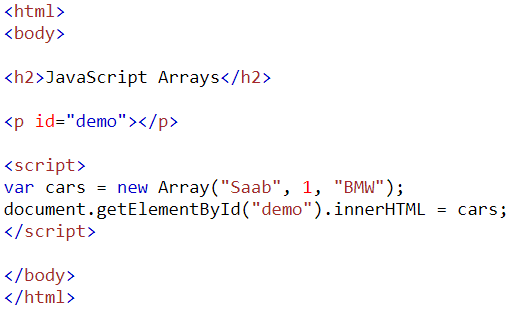 <html>
<body>
<h2>JavaScript Arrays</h2>
<p id="demo"></p>
<script>
var cars = new Array("Saab", 1, "BMW");
document.getElementById("demo").innerHTML = cars;
</script>
</body>
</html>